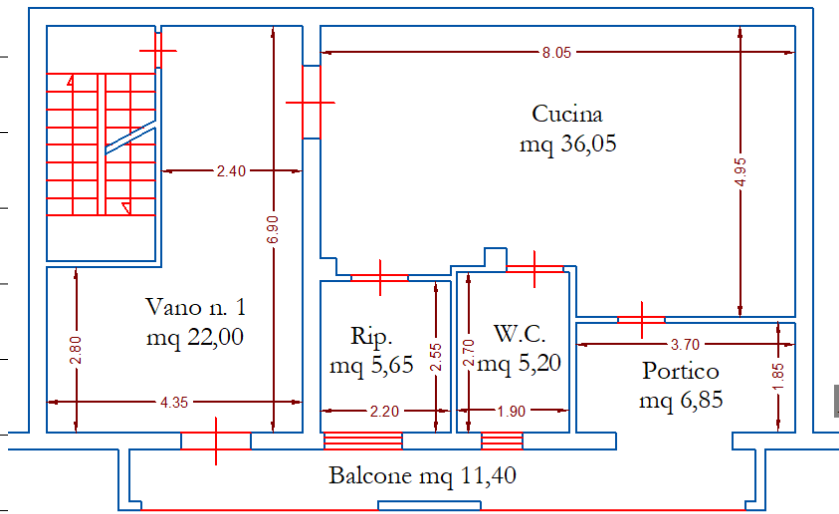 8.05
Cucina
mq 36,05
2.40
4.95
6.90
Vano n. 1
mq 22,00
2.80
4.35
Rip.
mq 5,65
2.55
2.20
W.C.
mq 5,20
2.70
1.90
3.70
Portico
mq 6,85
1.85
Balcone mq 11,40